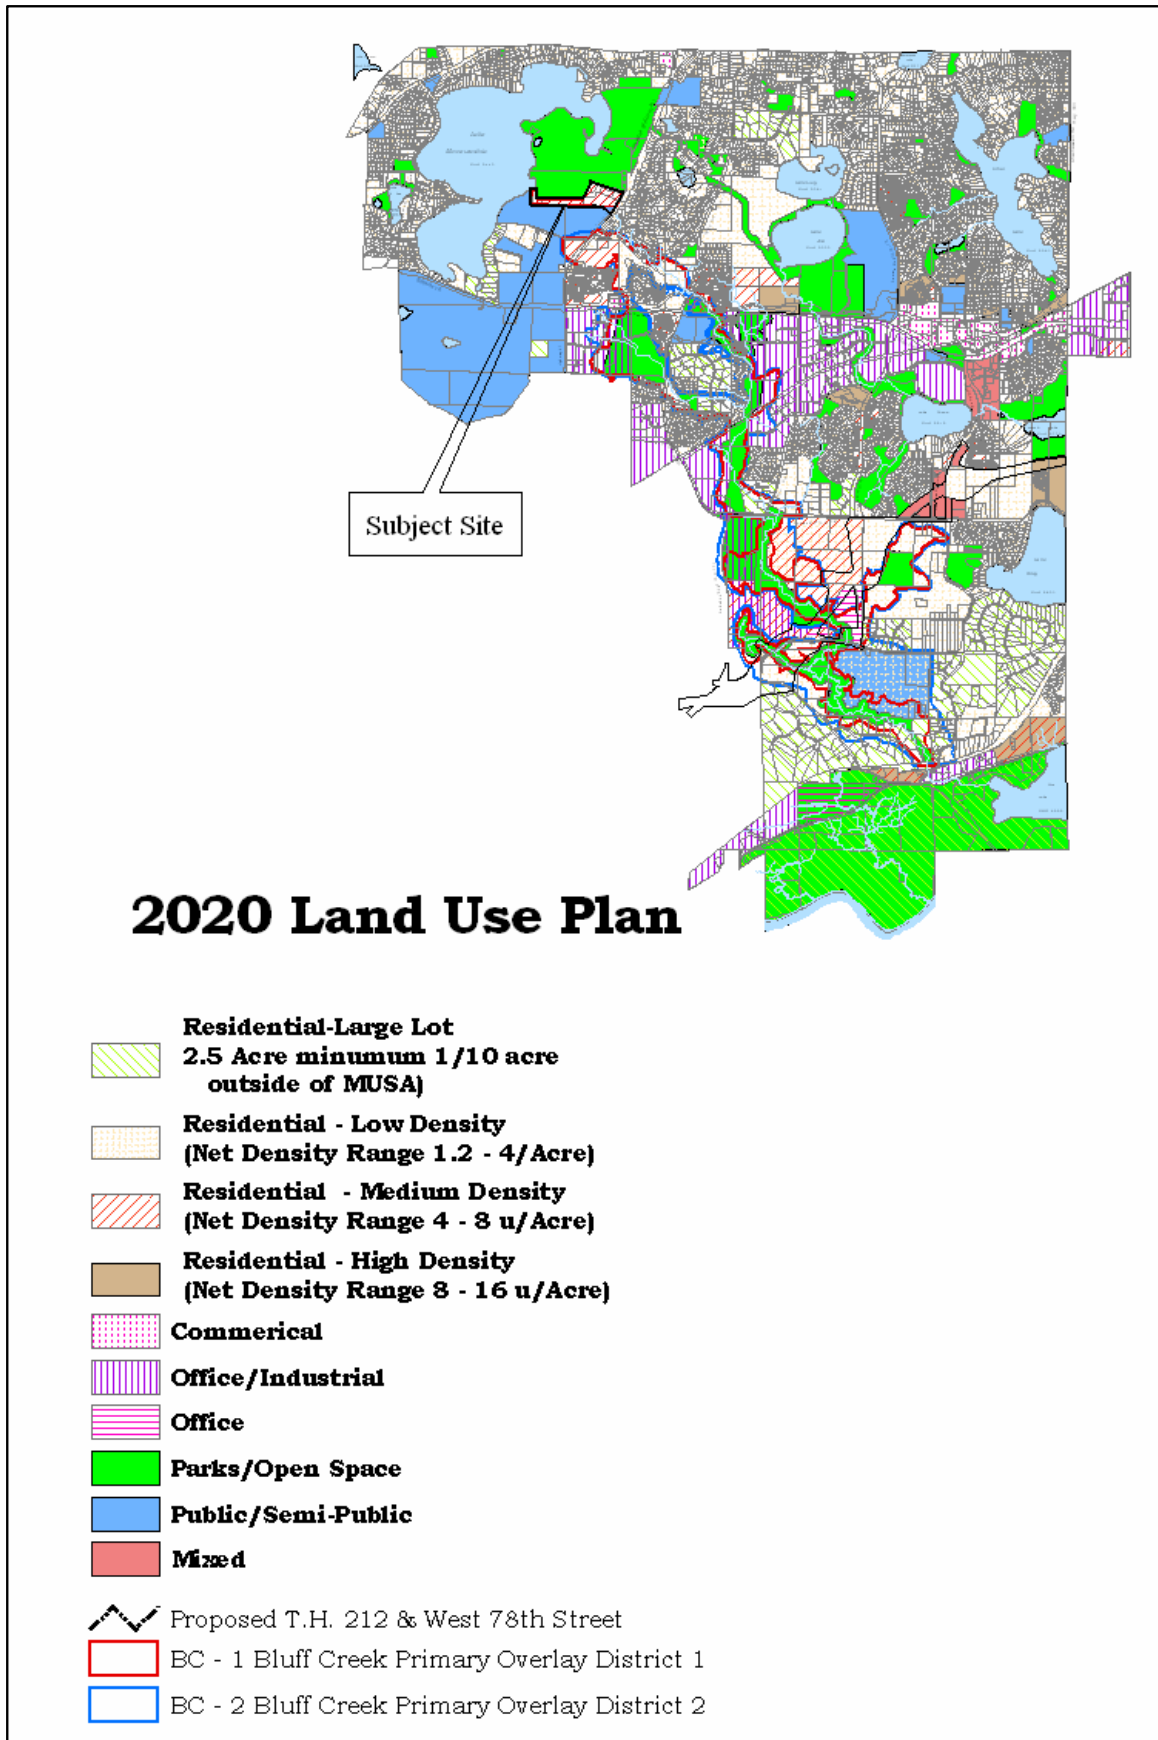 Subject Site
2020 Land Use Plan
Residential-Large Lot
2.5 Acre minumum 1/10 acre
outside of MUSA)
Residential - Low Density
(Net Density Range 1.2 - 4/Acre)
Residential - Medium Density
(Net Density Range 4 - 8 u/Acre)
Residential - High Density
(Net Density Range 8 - 16 u/Acre)
Commerical
Office/Industrial
Office
Parks/Open Space
Public/Semi-Public
Mixed
Proposed T.H. 212 & West 78th Street
BC - 1 Bluff Creek Primary Overlay District 1
BC - 2 Bluff Creek Primary Overlay District 2